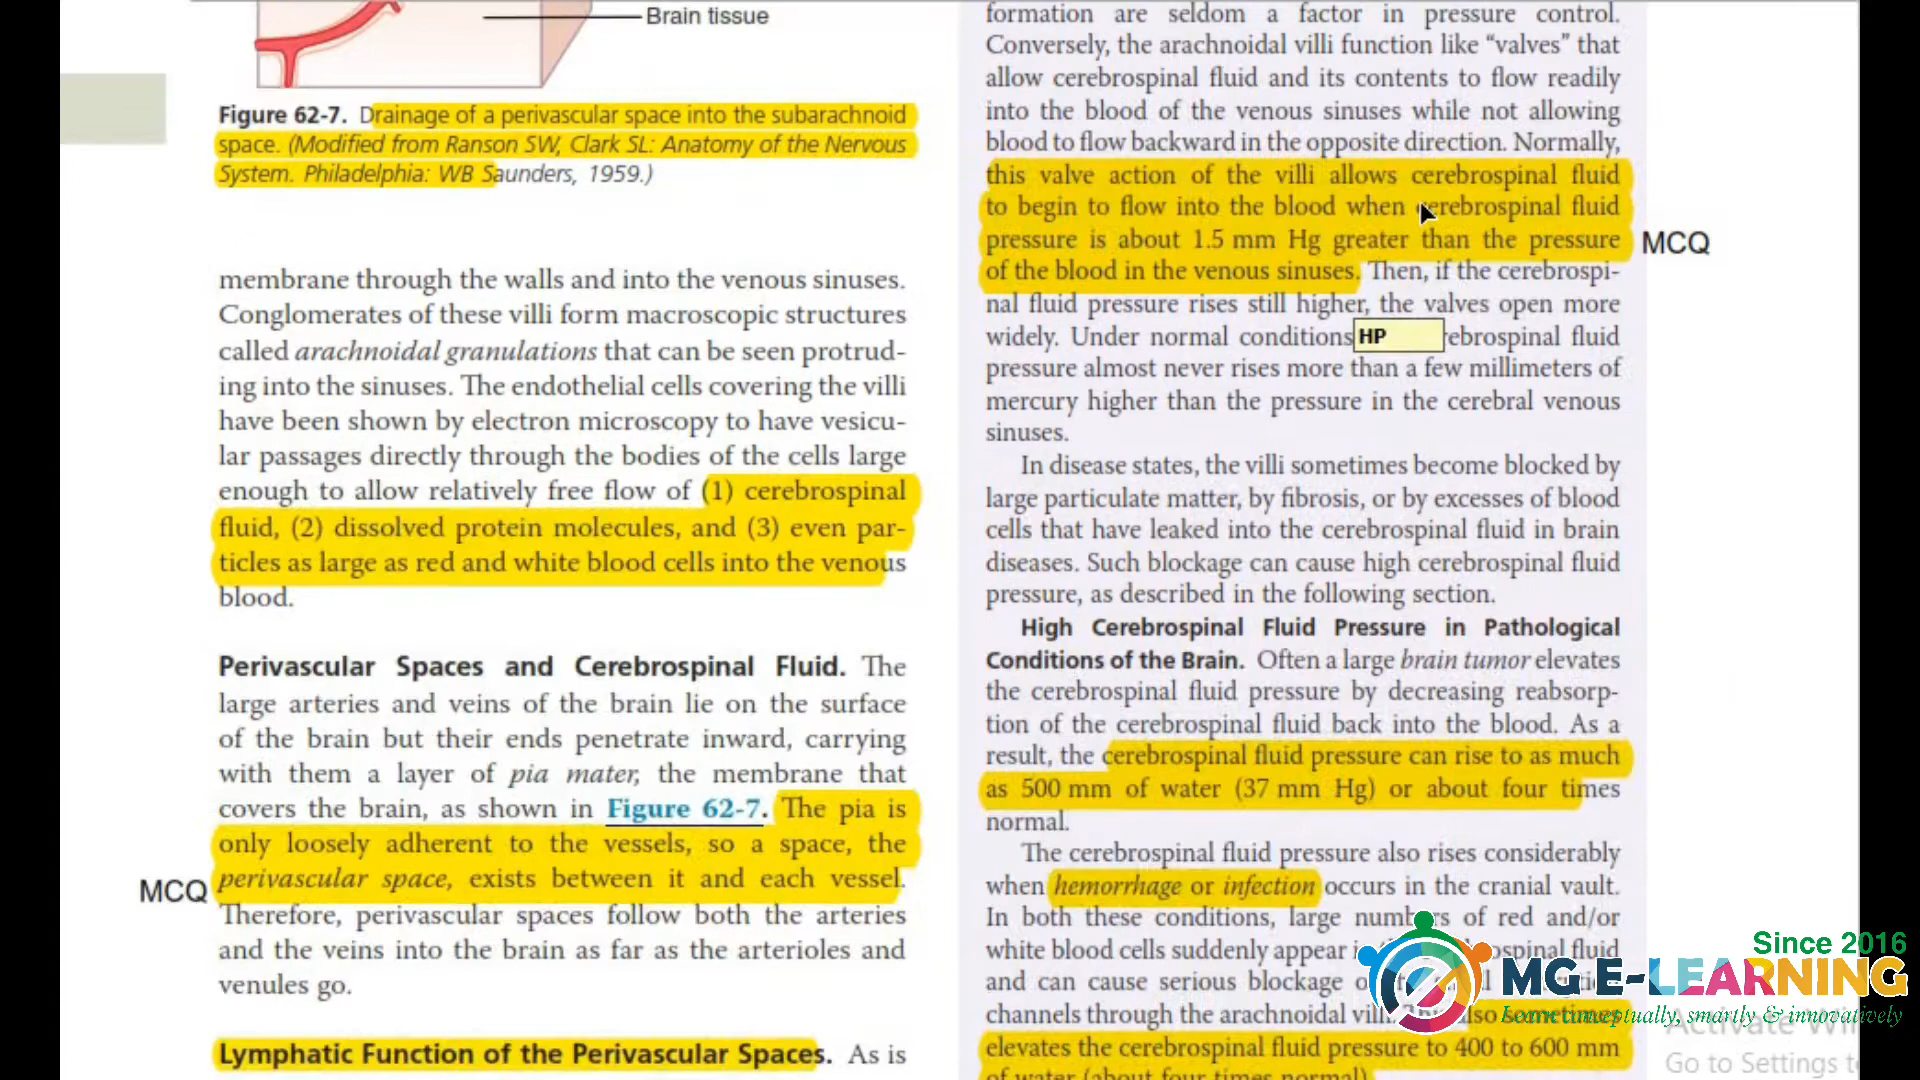 Brain tissue
Figure 62-7. Drainage of a perivascular space into the subarachnoid
space. (Modified from Ranson SW, Clark SL: Anatomy of the Nervous
System. Philadelphia: WB Saunders, 1959.)
membrane through the walls and into the venous sinuses.
Conglomerates of these villi form macroscopic structures
called arachnoidal granulations that can be seen protrud-
ing into the sinuses. The endothelial cells covering the villi
have been shown by electron microscopy to have vesicu-
lar passages directly through the bodies of the cells large
enough to allow relatively free flow of (1) cerebrospinal
fluid, (2) dissolved protein molecules, and (3) even par-
ticles as large as red and white blood cells into the venous
blood.
Perivascular Spaces and Cerebrospinal Fluid. The
large arteries and veins of the brain lie on the surface
of the brain but their ends penetrate inward, carrying
with them a layer of pia mater, the membrane that
covers the brain, as shown in Figure 62-7. The pia is
only loosely adherent to the vessels, so a space, the
MCQ perivascular space, exists between it and each vessel.
Therefore, perivascular spaces follow both the arteries
and the veins into the brain as far as the arterioles and
venules go.
Lymphatic Function of the Perivascular Spaces. As is
formation are seldom a factor in pressure control.
Conversely, the arachnoidal villi function like “valves” that
allow cerebrospinal fluid and its contents to flow readily
into the blood of the venous sinuses while not allowing
blood to flow backward in the opposite direction. Normally,
this valve action of the villi allows cerebrospinal fluid
to begin to flow into the blood when cerebrospinal fluid
pressure is about 1.5 mm Hg greater than the pressure MCQ
of the blood in the venous sinuses. Then, if the cerebrospi-
nal fluid pressure rises still higher, the valves open more
widely. Under normal conditions HP ebrospinal fluid
pressure almost never rises more than a few millimeters of
mercury higher than the pressure in the cerebral venous
sinuses.
In disease states, the villi sometimes become blocked by
large particulate matter, by fibrosis, or by excesses of blood
cells that have leaked into the cerebrospinal fluid in brain
diseases. Such blockage can cause high cerebrospinal fluid
pressure, as described in the following section.
High Cerebrospinal Fluid Pressure in Pathological
Conditions of the Brain. Often a large brain tumor elevates
the cerebrospinal fluid pressure by decreasing reabsorp-
tion of the cerebrospinal fluid back into the blood. As a
result, the cerebrospinal fluid pressure can rise to as much
as 500 mm of water (37 mm Hg) or about four times
normal.
The cerebrospinal fluid pressure also rises considerably
when hemorrhage or infection occurs in the cranial vault.
In both these conditions, large numbers of red and/or
white blood cells suddenly appear ospinal fluid
and can cause serious blockage
channels through the arachnoidal villi. also sometimes
elevates the cerebrospinal fluid pressure to 400 to 600 mm
of water (about four times normal).
Since 2016
MG E-LEARNING
Learn conceptually, smartly & innovatively
Go to Settings t